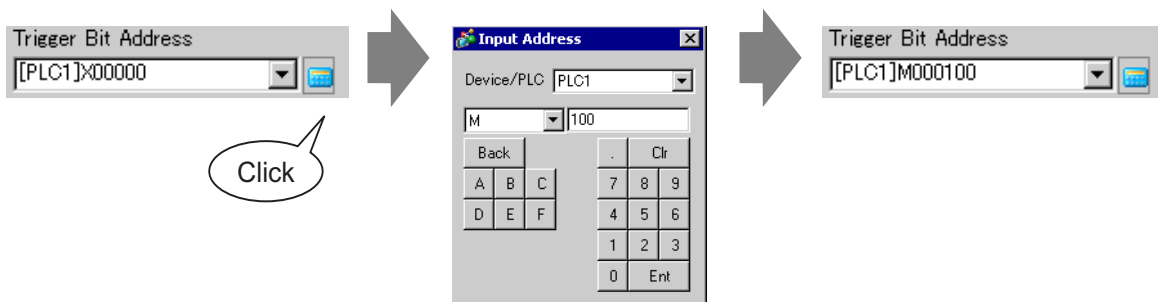 Trigger Bit Address
[PLC1]X00000
Click
Input Address
Device/PLC PLC1
M 100
Back . Clr
A B C 7 8 9
D E F 4 5 6
1 2 3
0 Ent
Trigger Bit Address
[PLC1]M000100